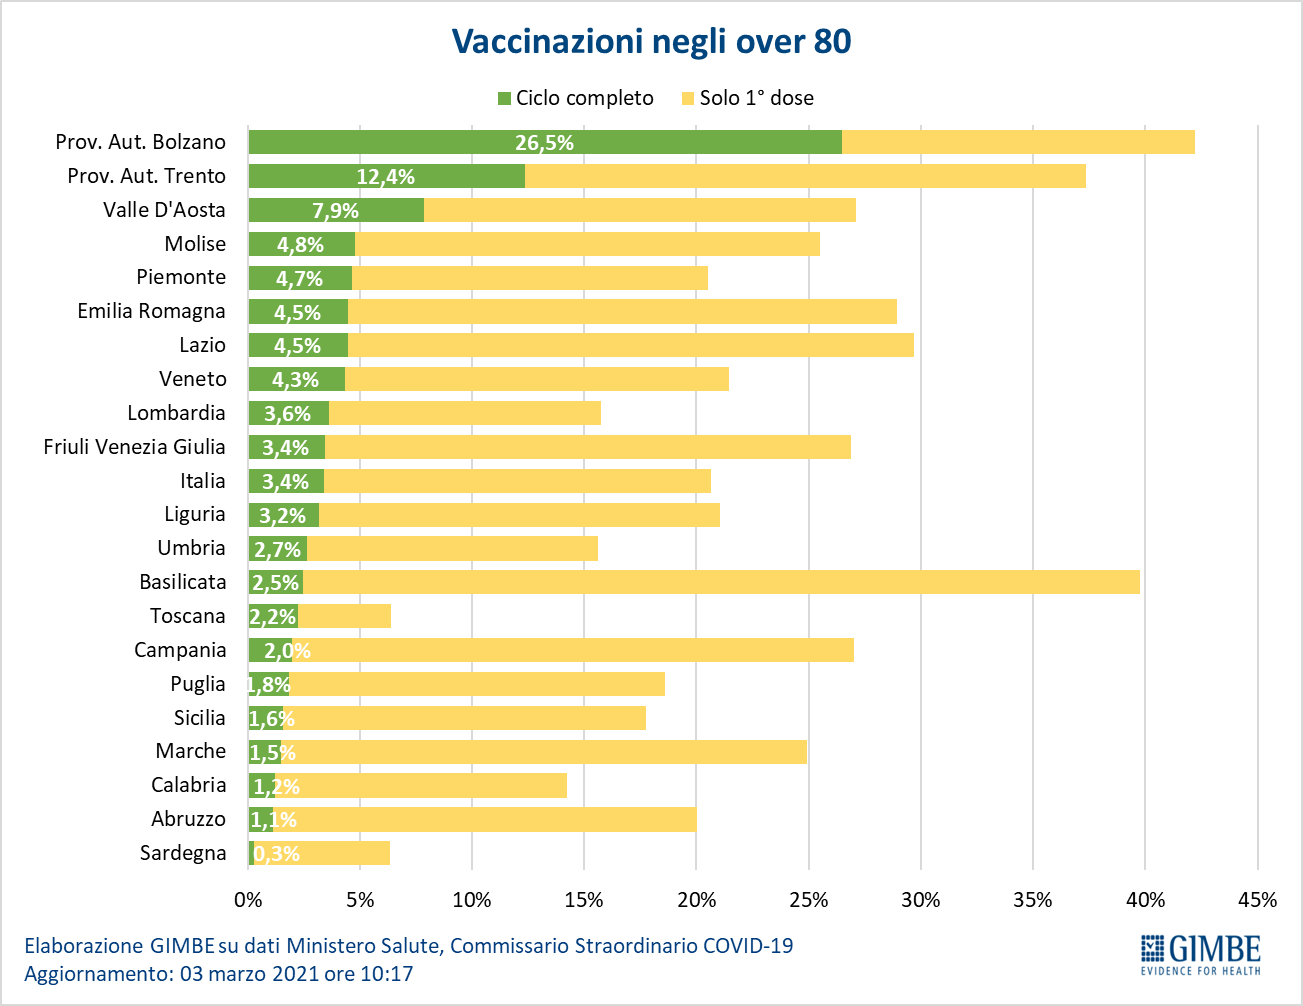 Vaccinazioni negli over 80
Ciclo completo Solo 1° dose
Prov. Aut. Bolzano 26,5%
Prov. Aut. Trento 12,4%
Valle D'Aosta 7,9%
Molise 4,8%
Piemonte 4,7%
Emilia Romagna 4,5%
Lazio 4,5%
Veneto 4,3%
Lombardia 3,6%
Friuli Venezia Giulia 3,4%
Italia 3,4%
Liguria 3,2%
Umbria 2,7%
Basilicata 2,5%
Toscana 2,2%
Campania 2,0%
Puglia 1,8%
Sicilia 1,6%
Marche 1,5%
Calabria 1,2%
Abruzzo 1,1%
Sardegna 0,3%
0% 5% 10% 15% 20% 25% 30% 35% 40% 45%
Elaborazione GIMBE su dati Ministero Salute, Commissario Straordinario COVID-19
Aggiornamento: 03 marzo 2021 ore 10:17
GIMBE
EVIDENCE FOR HEALTH